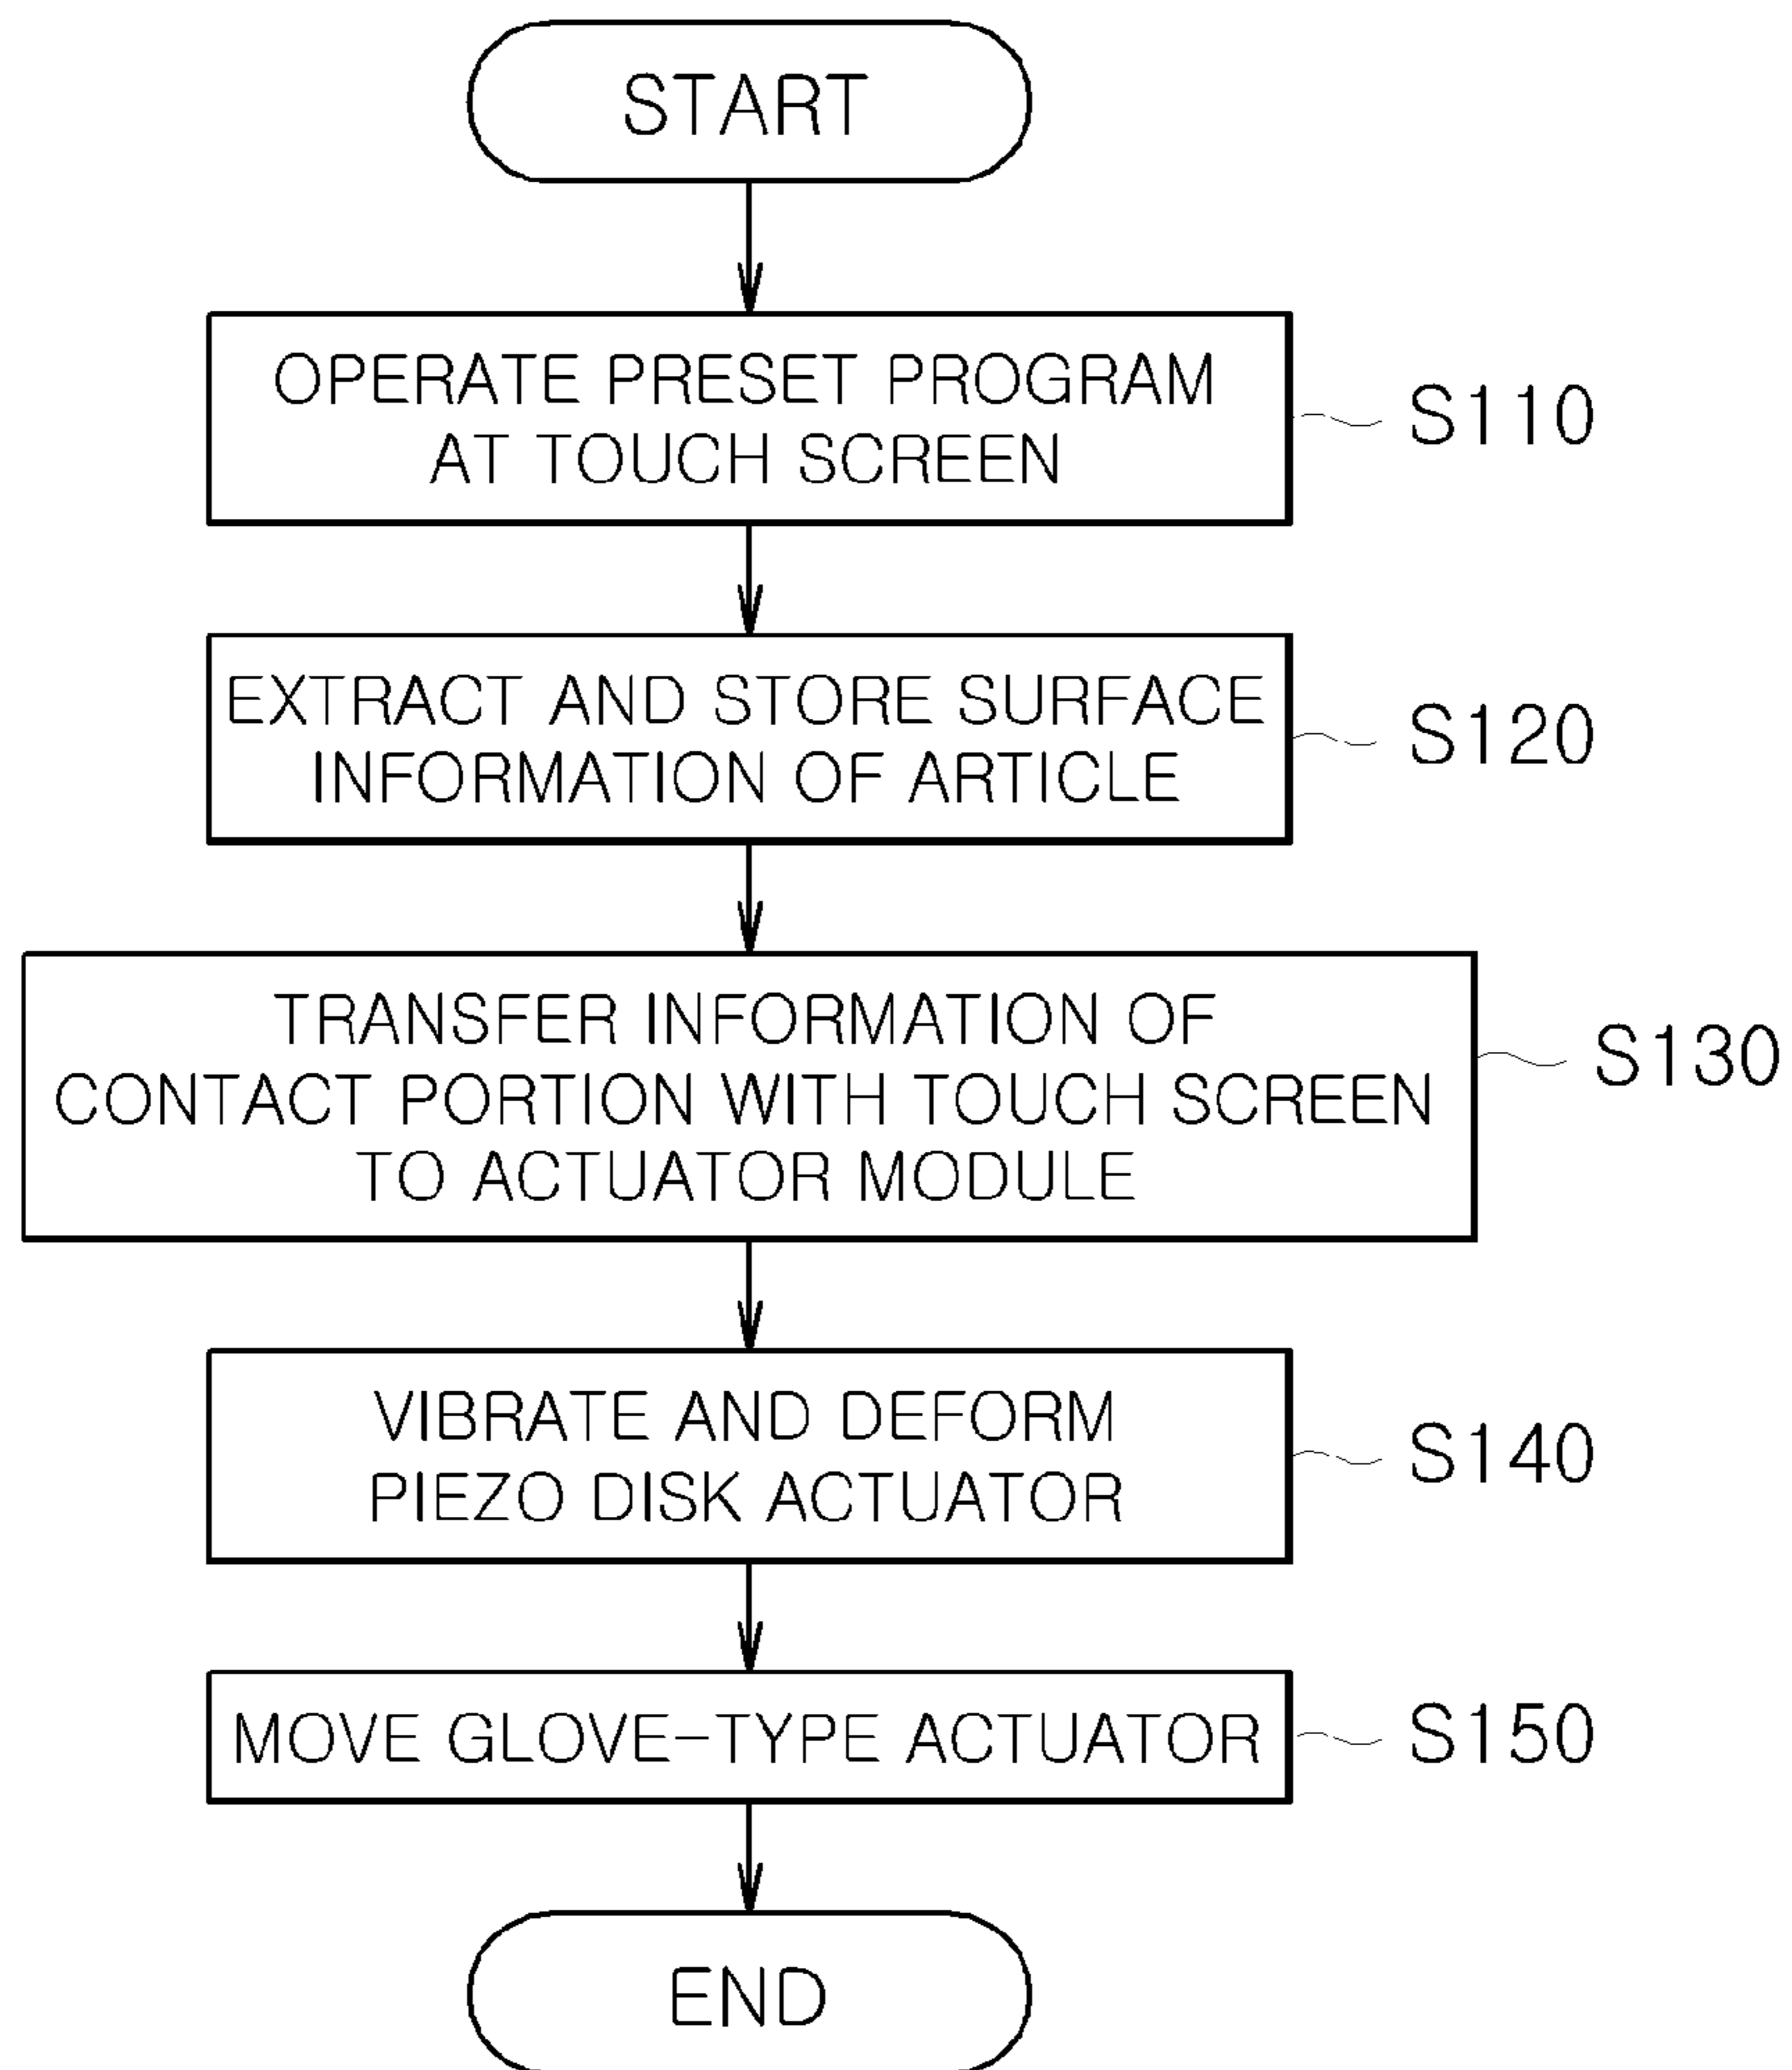 START
OPERATE PRESET PROGRAM
AT TOUCH SCREEN
S110
EXTRACT AND STORE SURFACE
INFORMATION OF ARTICLE
S120
TRANSFER INFORMATION OF
CONTACT PORTION WITH TOUCH SCREEN
TO ACTUATOR MODULE
S130
VIBRATE AND DEFORM
PIEZO DISK ACTUATOR
S140
MOVE GLOVE-TYPE ACTUATOR
S150
END